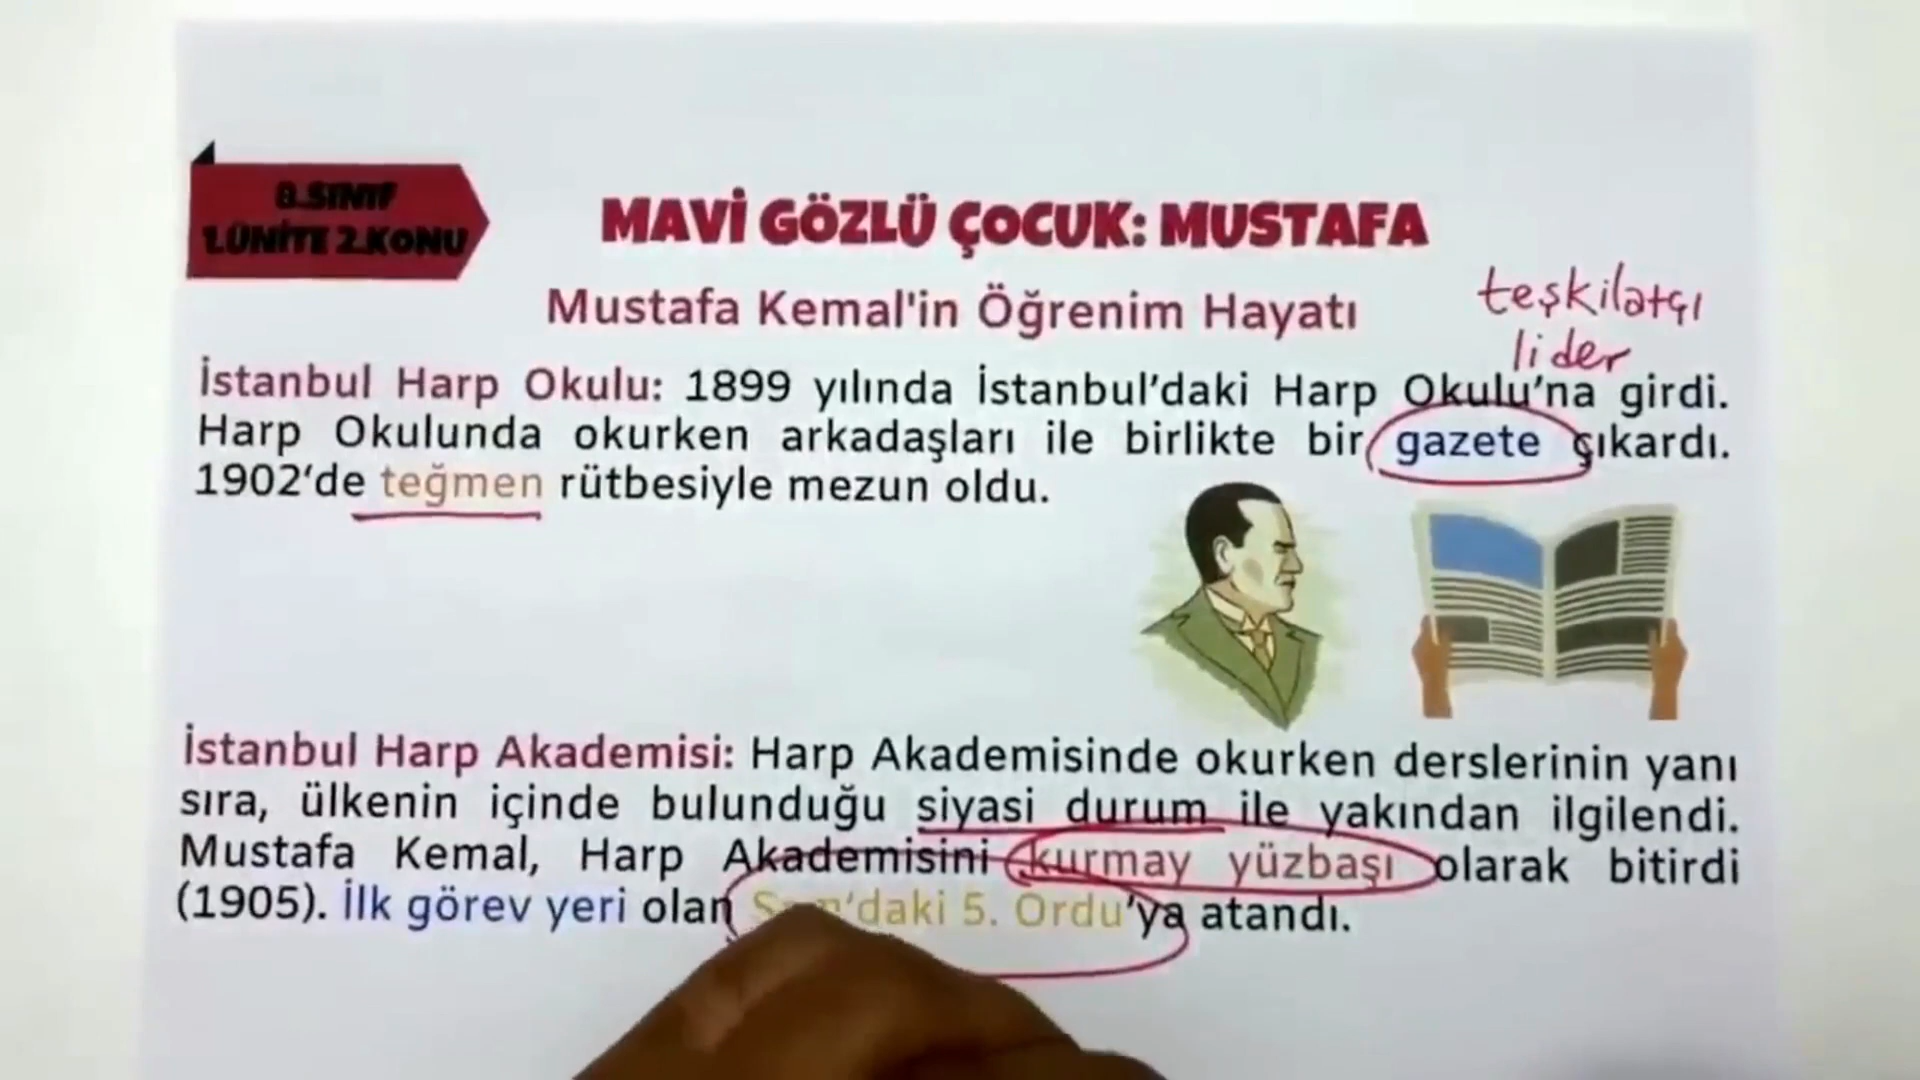 8.SINIF
1.ÜNİTE 2.KONU
MAVİ GÖZLÜ ÇOCUK: MUSTAFA
Mustafa Kemal'in Öğrenim Hayatı
teşkilatçı
lider
İstanbul Harp Okulu: 1899 yılında İstanbul’daki Harp Okulu’na girdi.
Harp Okulunda okurken arkadaşları ile birlikte bir gazete çıkardı.
1902‘de teğmen rütbesiyle mezun oldu.
İstanbul Harp Akademisi: Harp Akademisinde okurken derslerinin yanı
sıra, ülkenin içinde bulunduğu siyasi durum ile yakından ilgilendi.
Mustafa Kemal, Harp Akademisini kurmay yüzbaşı olarak bitirdi
(1905). İlk görev yeri olan Şam’daki 5. Ordu’ya atandı.